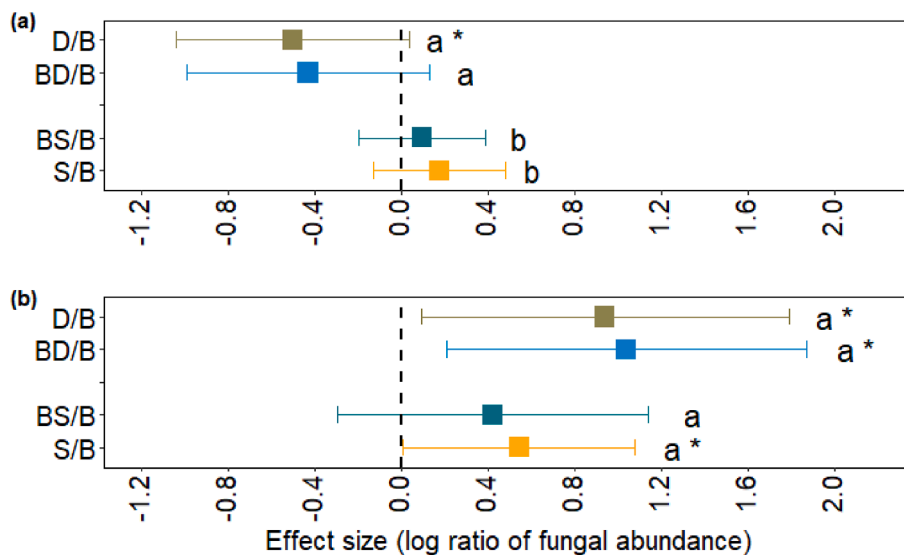 (a)
D/B a *
BD/B a
BS/B b
S/B b
-1.2 -0.8 -0.4 0.0 0.4 0.8 1.2 1.6 2.0
(b)
D/B a *
BD/B a *
BS/B a
S/B a *
-1.2 -0.8 -0.4 0.0 0.4 0.8 1.2 1.6 2.0
Effect size (log ratio of fungal abundance)